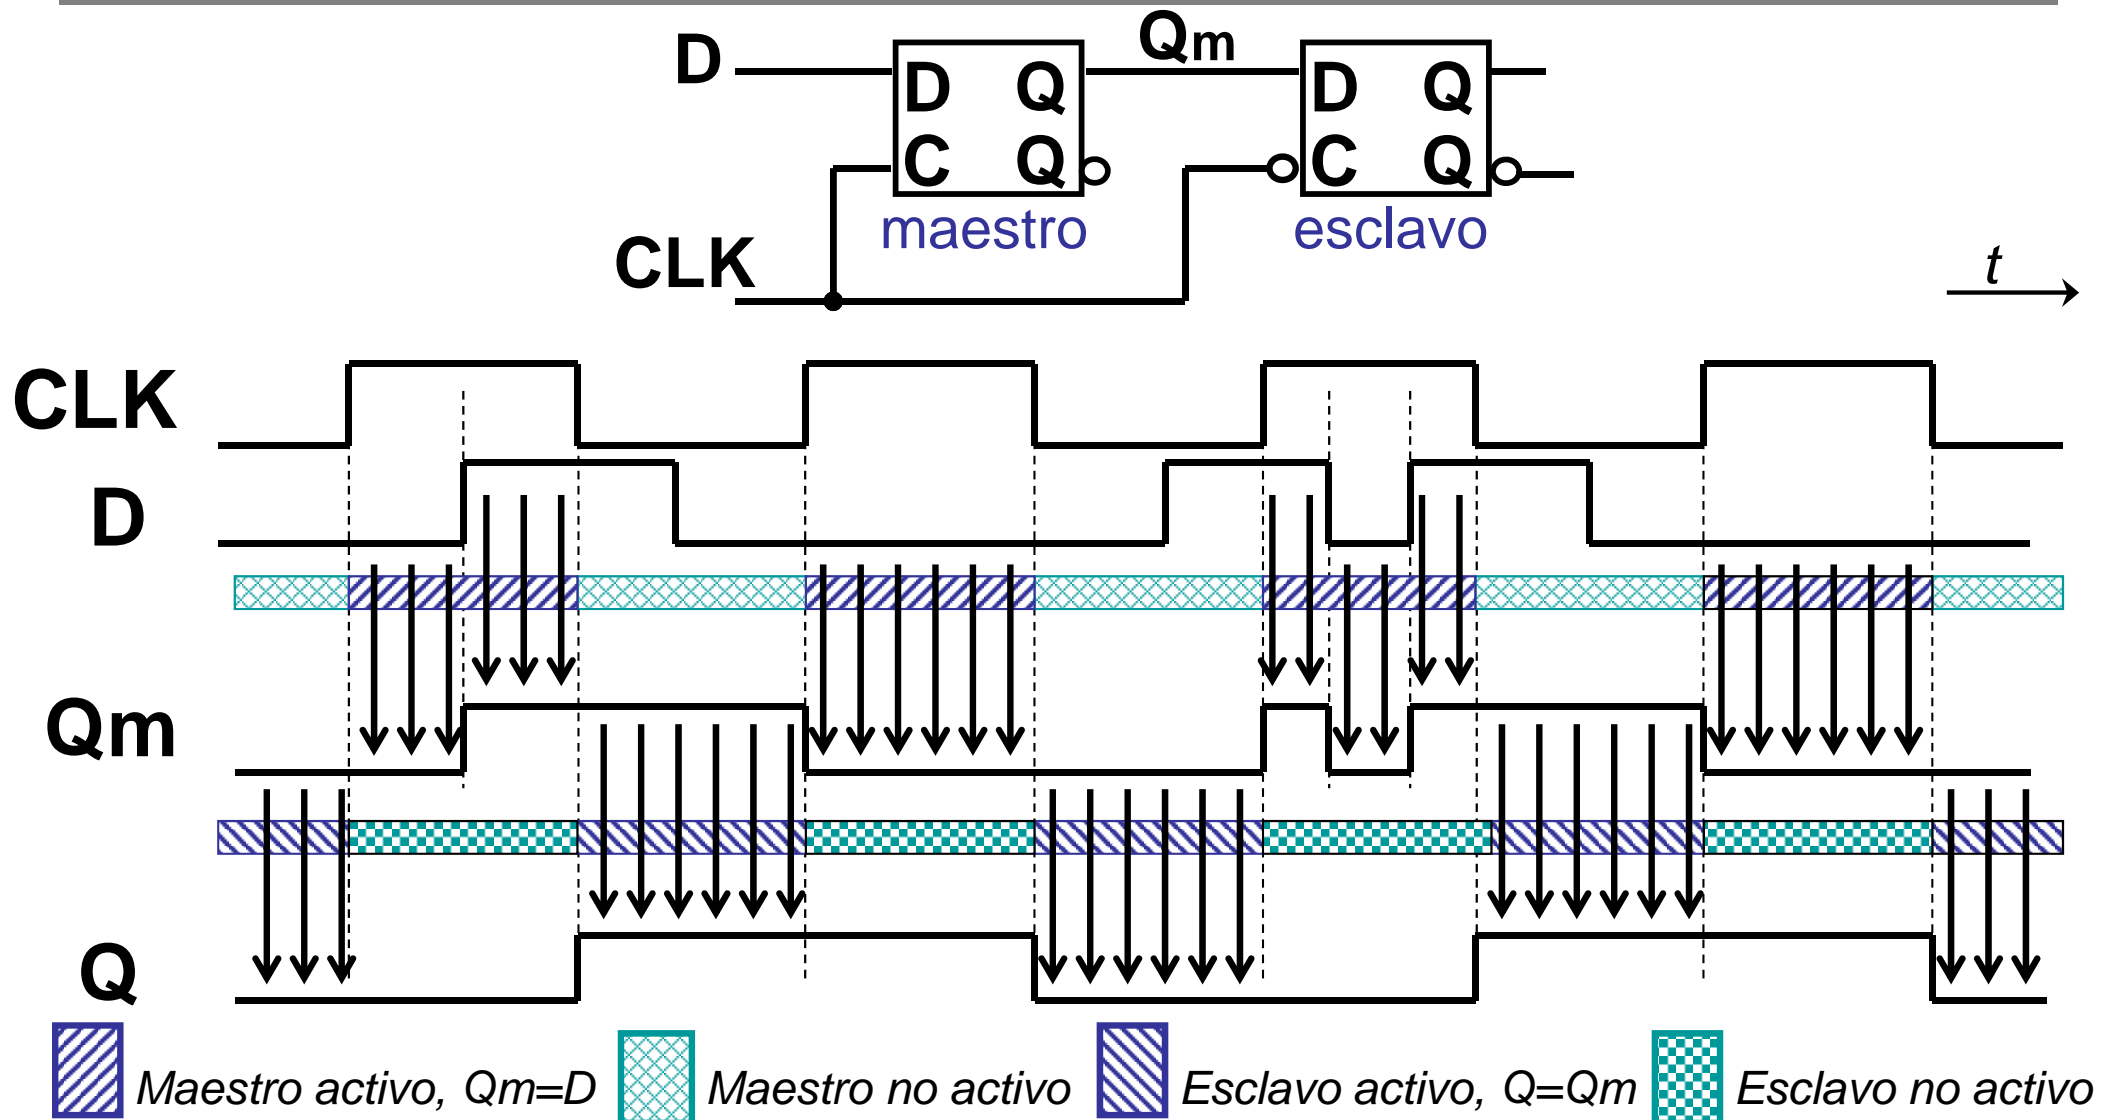 D D Q Qm D Q
C Q C Q
maestro esclavo
CLK
t
CLK
D
Qm
Q
Maestro activo, Qm=D Maestro no activo Esclavo activo, Q=Qm Esclavo no activo